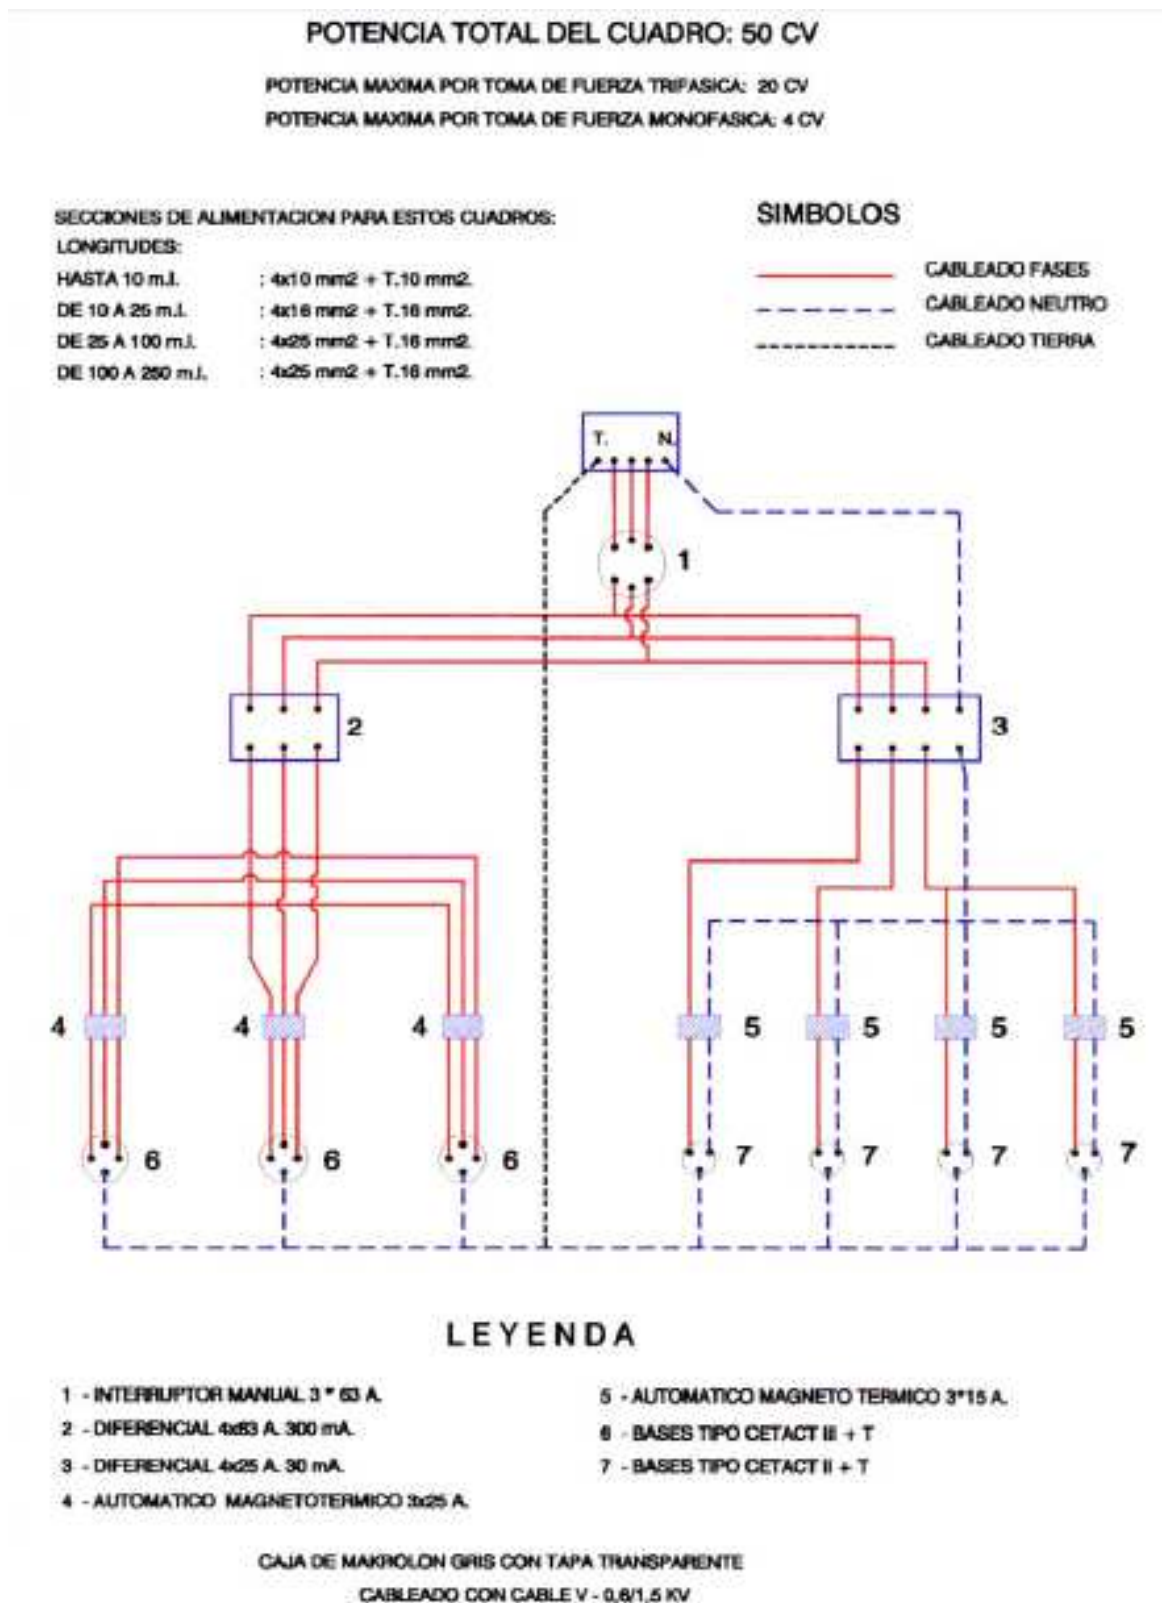 POTENCIA TOTAL DEL CUADRO: 50 CV
POTENCIA MAXIMA POR TOMA DE FUERZA TRIFASICA: 20 CV
POTENCIA MAXIMA POR TOMA DE FUERZA MONOFASICA: 4 CV
SECCIONES DE ALIMENTACION PARA ESTOS CUADROS:
LONGITUDES:
HASTA 10 m.l. : 4x10 mm2 + T.10 mm2.
DE 10 A 25 m.l. : 4x16 mm2 + T.16 mm2.
DE 25 A 100 m.l. : 4x25 mm2 + T.16 mm2.
DE 100 A 250 m.l. : 4x25 mm2 + T.16 mm2.
SIMBOLOS
CABLEADO FASES
CABLEADO NEUTRO
CABLEADO TIERRA
T. N.
1
2
3
4 4 4 5 5 5 5
6 6 6 7 7 7 7
LEYENDA
1 - INTERRUPTOR MANUAL 3 * 63 A.
2 - DIFERENCIAL 4x63 A. 300 mA.
3 - DIFERENCIAL 4x25 A. 30 mA.
4 - AUTOMATICO MAGNETOTERMICO 3x25 A.
5 - AUTOMATICO MAGNETO TERMICO 3*15 A.
6 - BASES TIPO CETACT III + T
7 - BASES TIPO CETACT II + T
CAJA DE MAKROLON GRIS CON TAPA TRANSPARENTE
CABLEADO CON CABLE V - 0,6/1,5 KV